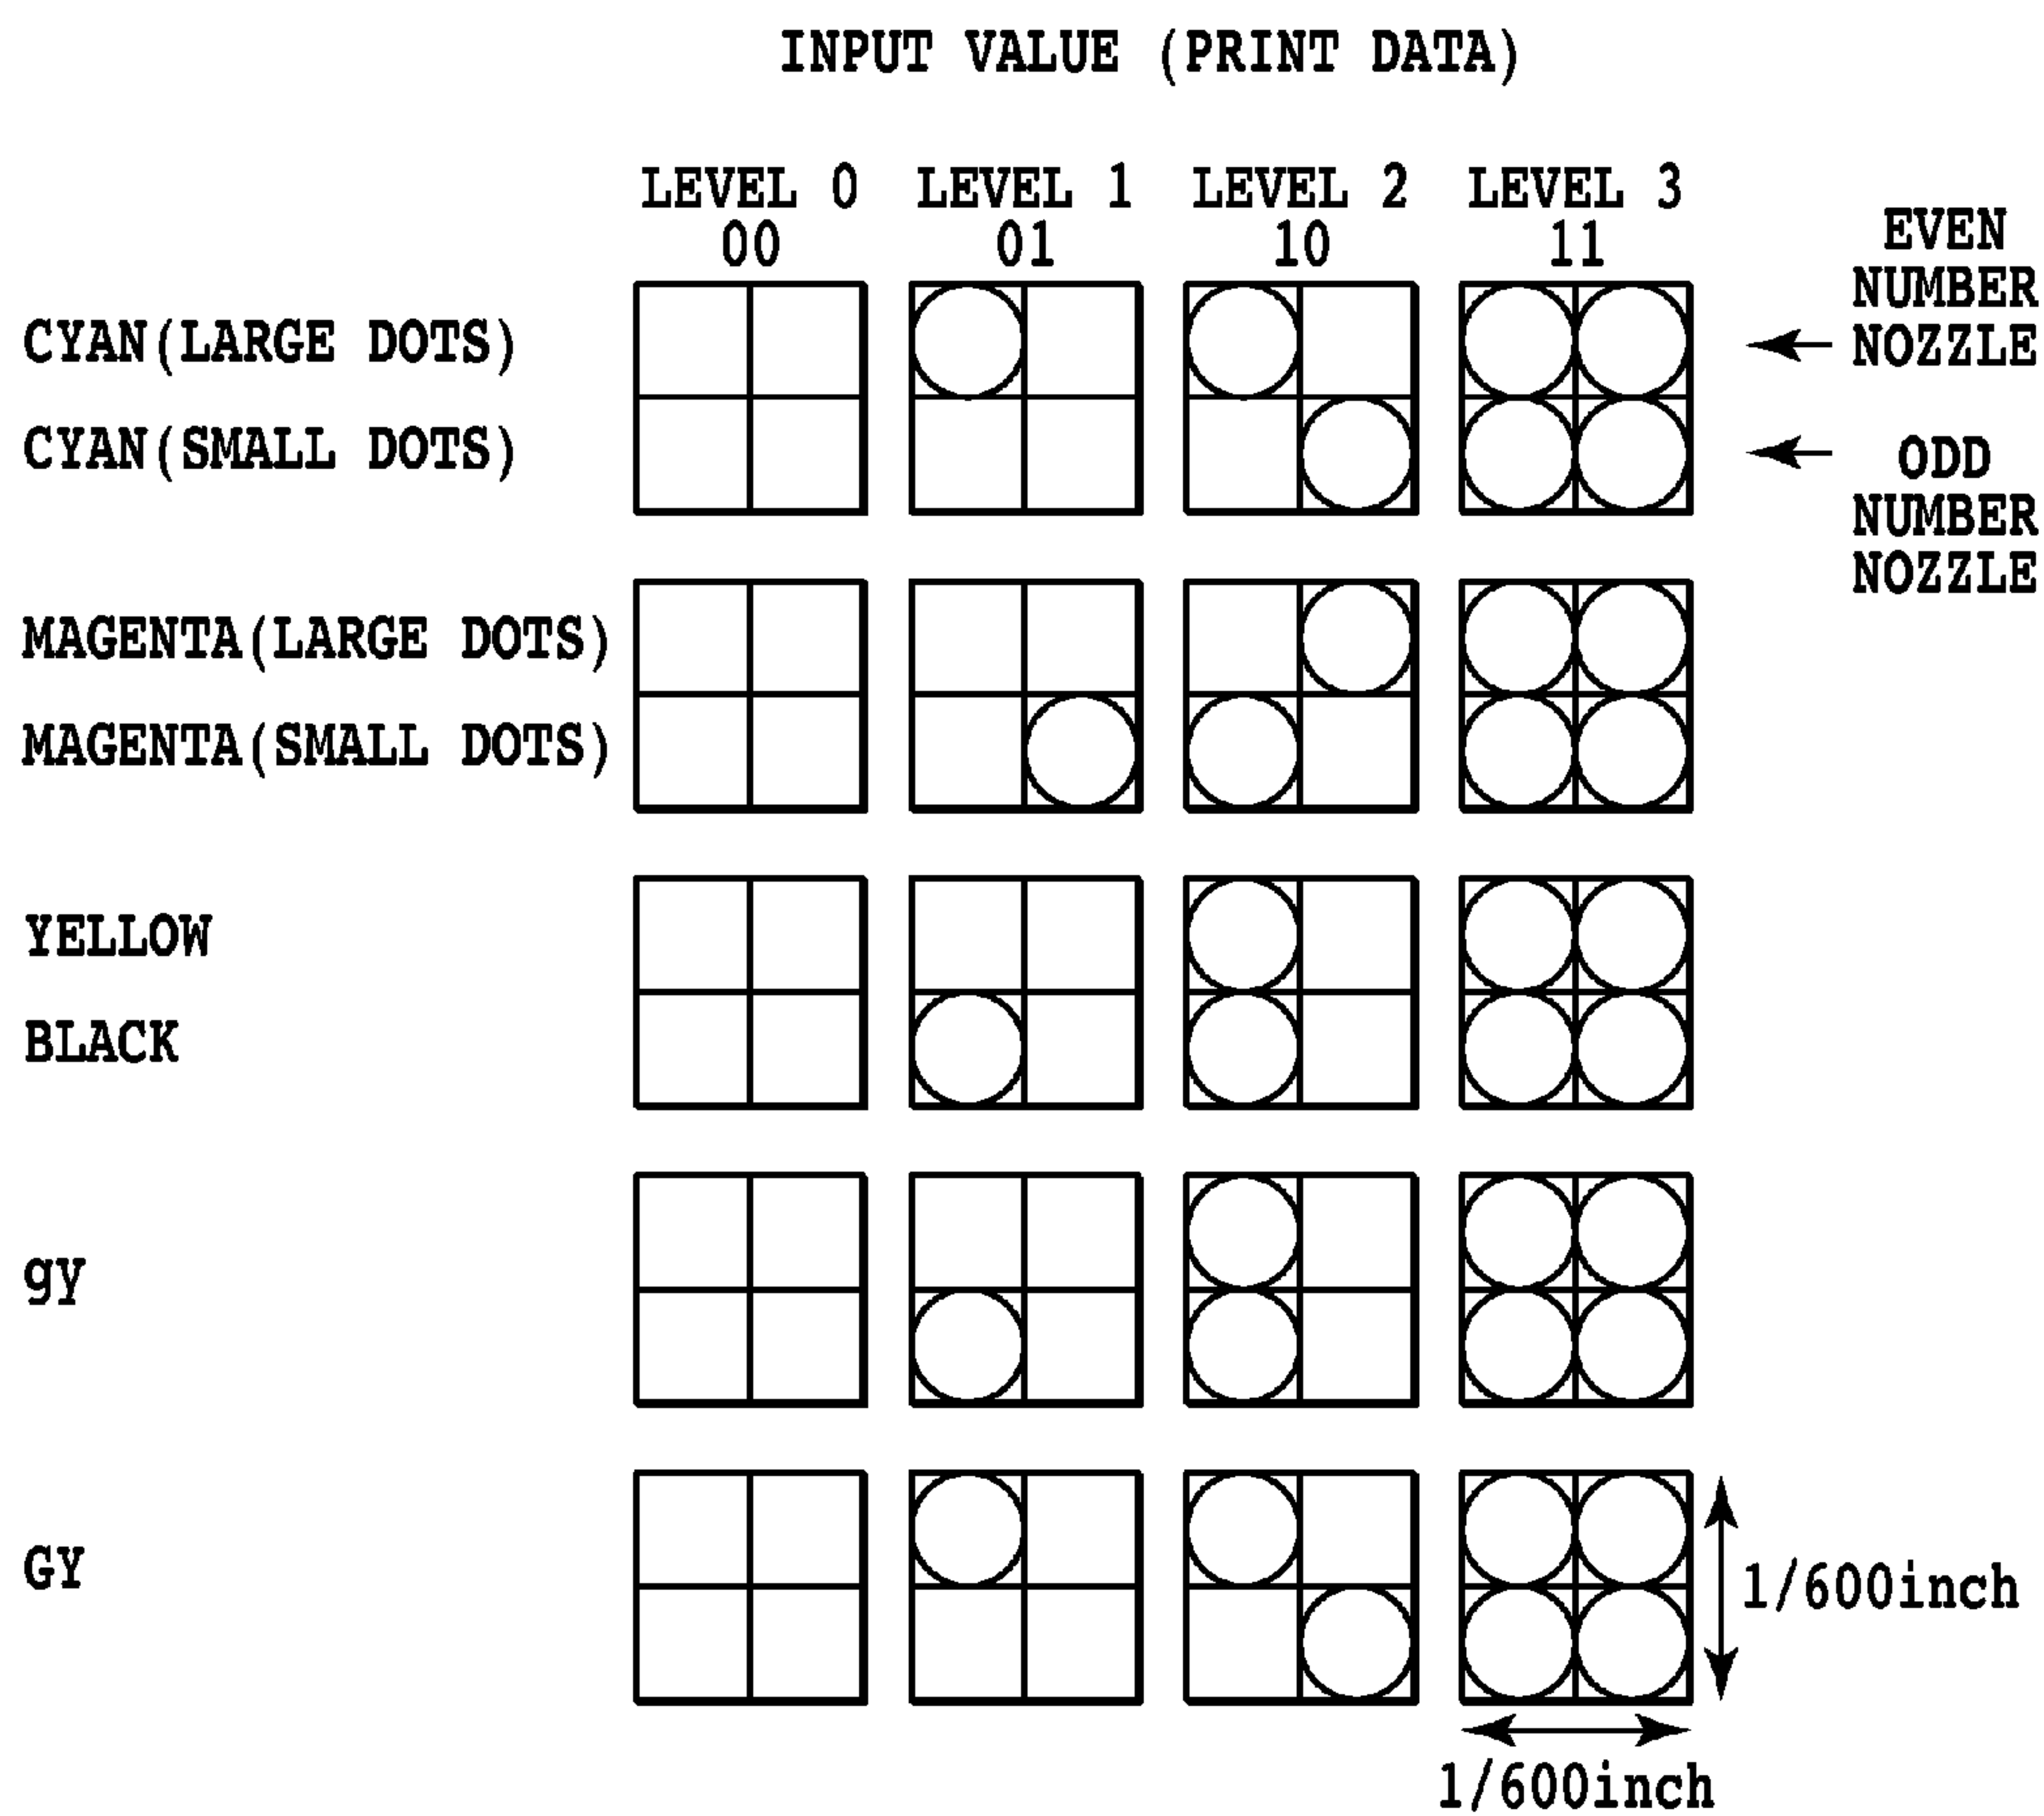 INPUT VALUE (PRINT DATA)
LEVEL 0 LEVEL 1 LEVEL 2 LEVEL 3
00 01 10 11
EVEN
NUMBER
NOZZLE
CYAN(LARGE DOTS)
CYAN(SMALL DOTS)
ODD
NUMBER
NOZZLE
MAGENTA(LARGE DOTS)
MAGENTA(SMALL DOTS)
YELLOW
BLACK
gy
GY
1/600inch
1/600inch